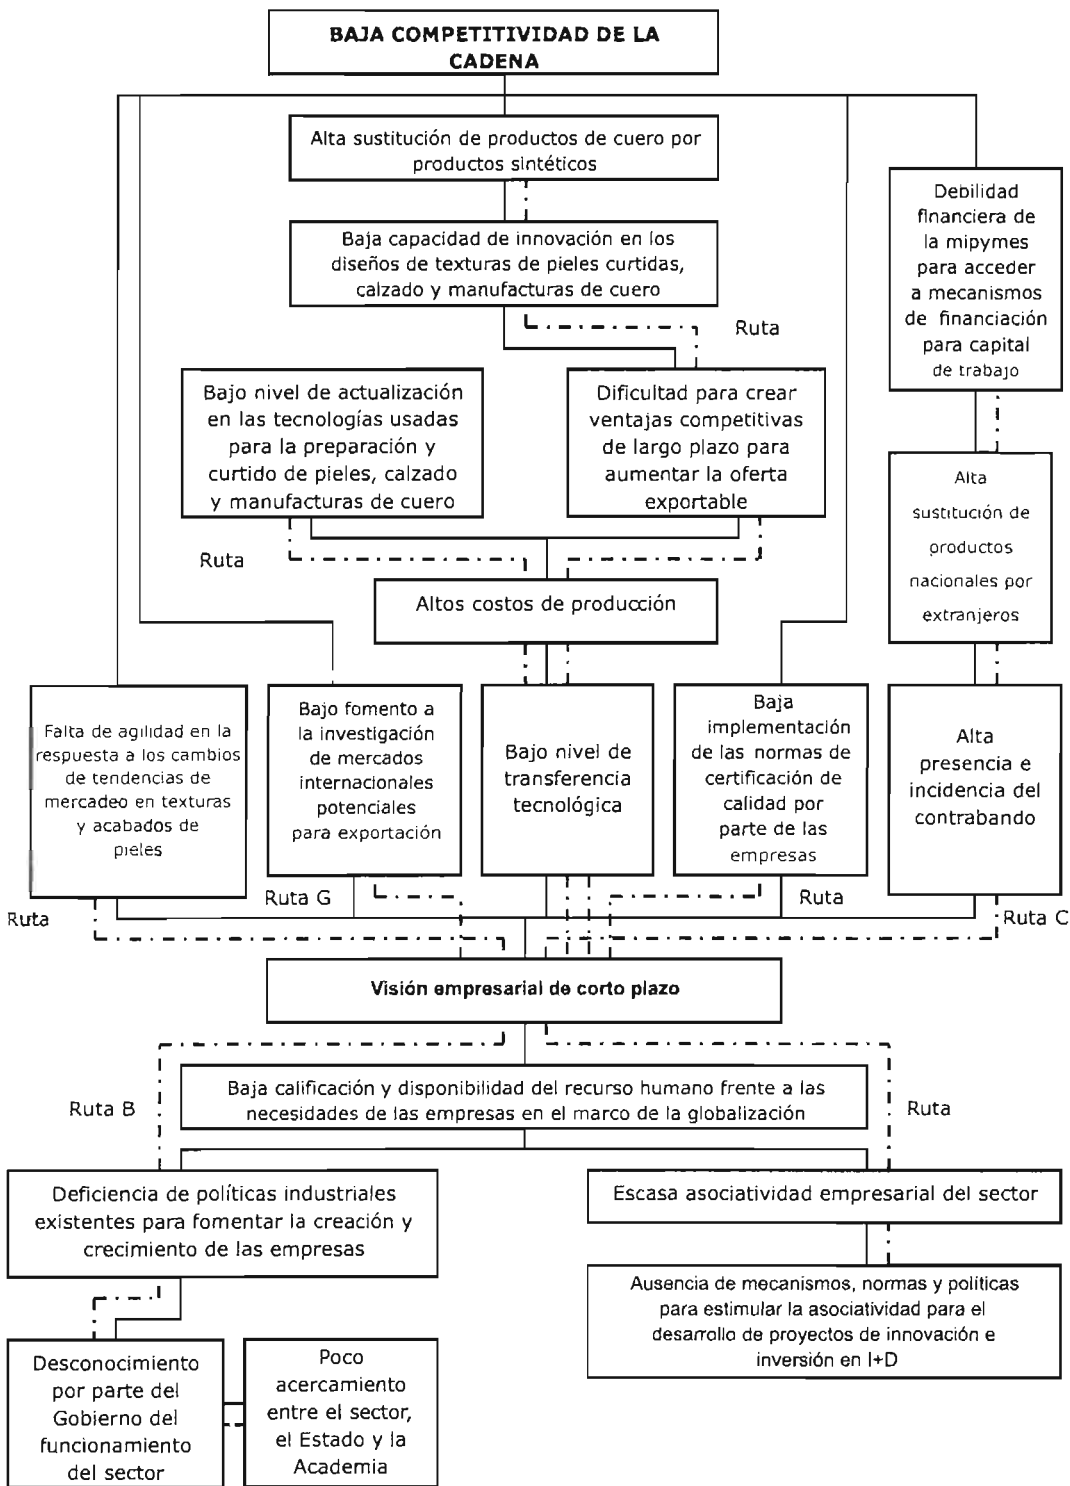 BAJA COMPETITIVIDAD DE LA
CADENA
Alta sustitución de productos de cuero por
productos sintéticos
Debilidad
financiera de
la mipymes
para acceder
a mecanismos
de financiación
para capital
de trabajo
Baja capacidad de innovación en los
diseños de texturas de pieles curtidas,
calzado y manufacturas de cuero
Ruta
Bajo nivel de actualización
en las tecnologías usadas
para la preparación y
curtido de pieles, calzado
y manufacturas de cuero
Dificultad para crear
ventajas competitivas
de largo plazo para
aumentar la oferta
exportable
Alta
sustitución de
productos
nacionales por
extranjeros
Ruta
Altos costos de producción
Falta de agilidad en la
respuesta a los cambios
de tendencias de
mercadeo en texturas
y acabados de
pieles
Bajo fomento a
la investigación
de mercados
internacionales
potenciales
para exportación
Bajo nivel de
transferencia
tecnológica
Baja
implementación
de las normas de
certificación de
calidad por
parte de las
empresas
Alta
presencia e
incidencia del
contrabando
Ruta
Ruta G
Ruta
Ruta C
Visión empresarial de corto plazo
Baja calificación y disponibilidad del recurso humano frente a las
necesidades de las empresas en el marco de la globalización
Ruta B
Ruta
Deficiencia de políticas industriales
existentes para fomentar la creación y
crecimiento de las empresas
Escasa asociatividad empresarial del sector
Ausencia de mecanismos, normas y políticas
para estimular la asociatividad para el
desarrollo de proyectos de innovación e
inversión en I+D
Desconocimiento
por parte del
Gobierno del
funcionamiento
del sector
Poco
acercamiento
entre el sector,
el Estado y la
Academia